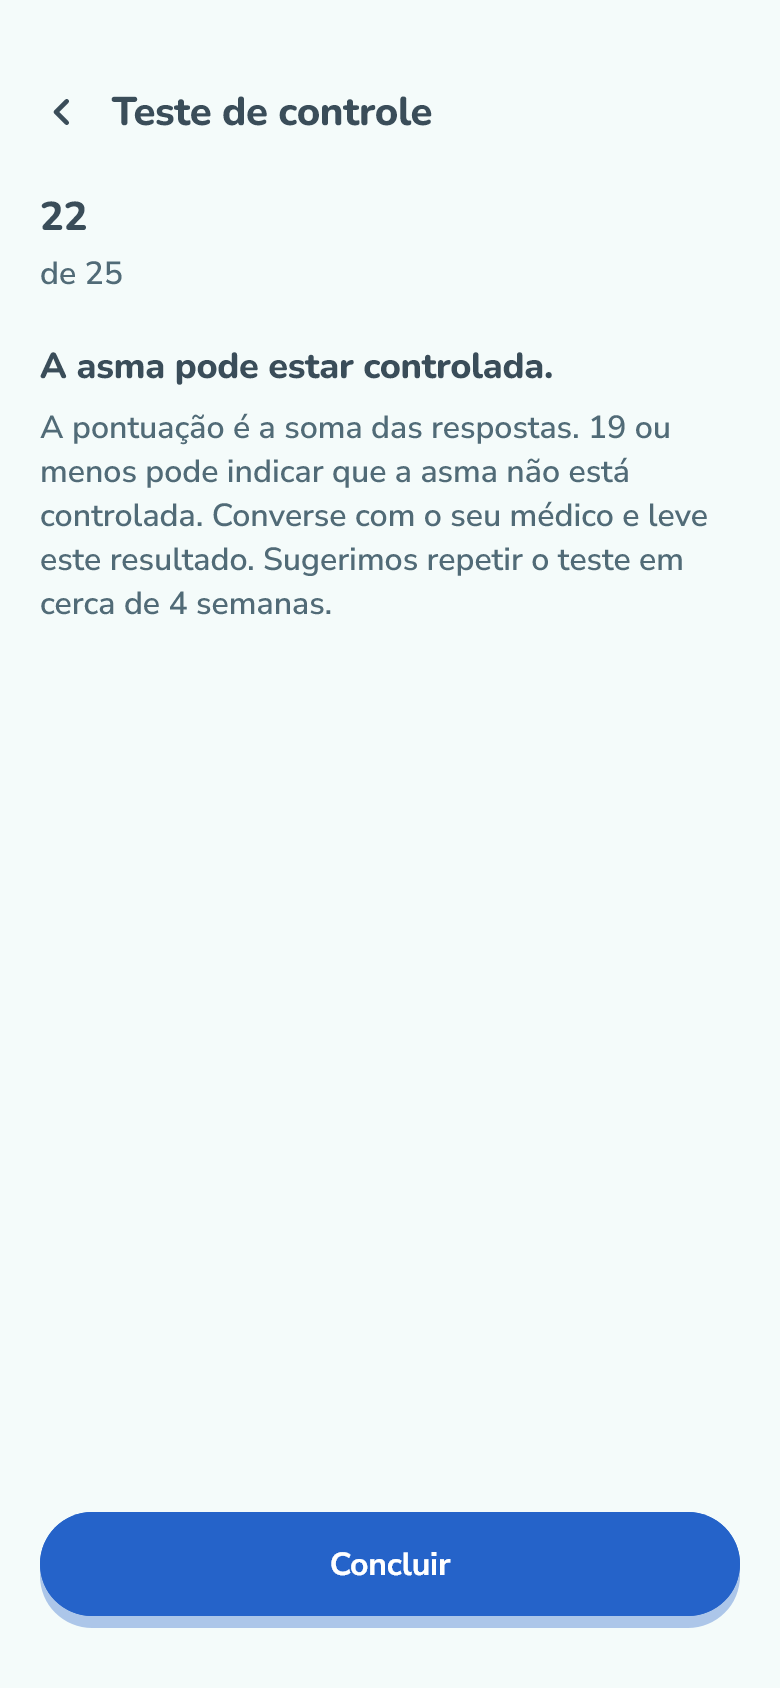 Teste de controle
22
de 25
A asma pode estar controlada.
A pontuação é a soma das respostas. 19 ou
menos pode indicar que a asma não está
controlada. Converse com o seu médico e leve
este resultado. Sugerimos repetir o teste em
cerca de 4 semanas.
Concluir